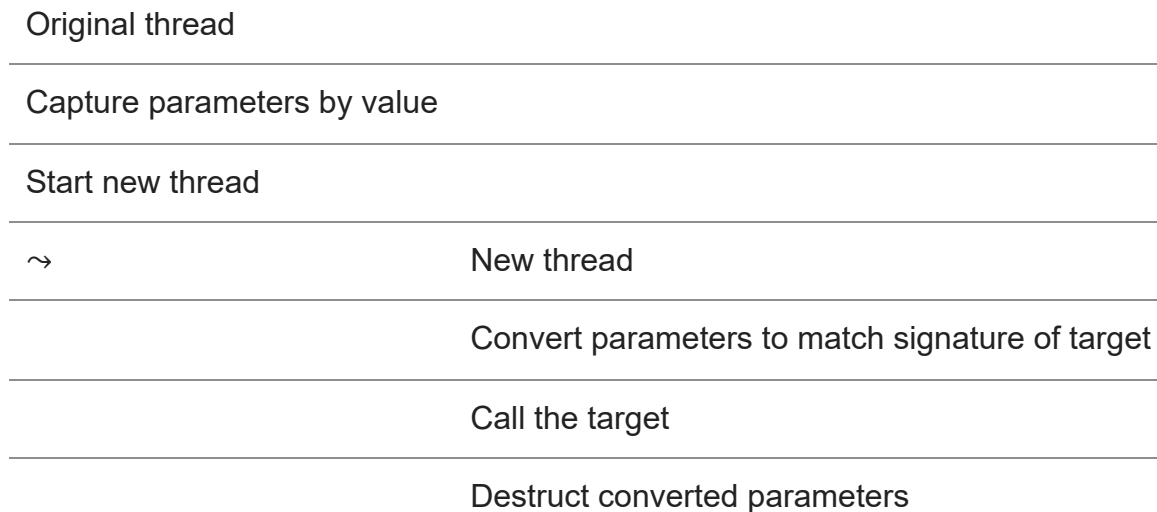 Original thread
Capture parameters by value
Start new thread
⤳ New thread
Convert parameters to match signature of target
Call the target
Destruct converted parameters